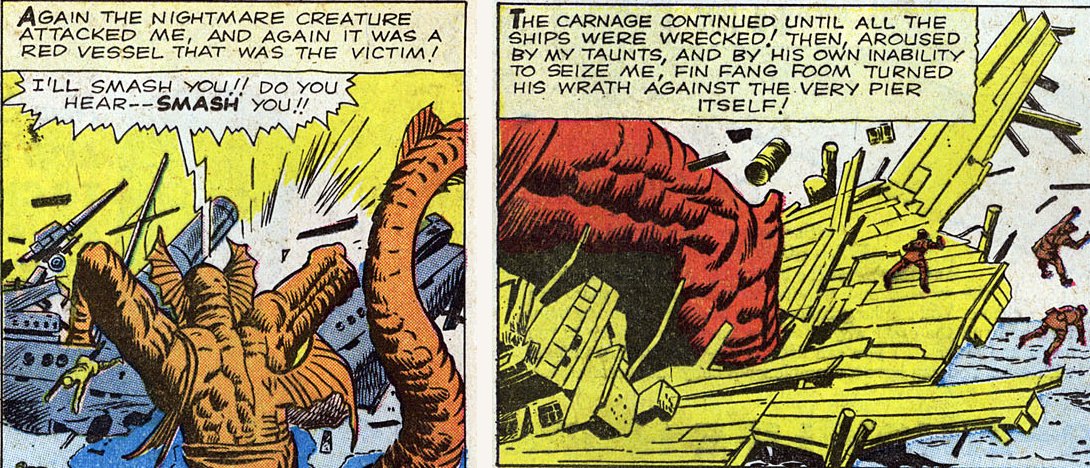 AGAIN THE NIGHTMARE CREATURE
ATTACKED ME, AND AGAIN IT WAS A
RED VESSEL THAT WAS THE VICTIM!
I'LL SMASH YOU!! DO YOU
HEAR--SMASH YOU!!
THE CARNAGE CONTINUED UNTIL ALL THE
SHIPS WERE WRECKED! THEN, AROUSED
BY MY TAUNTS, AND BY HIS OWN INABILITY
TO SEIZE ME, FIN FANG FOOM TURNED
HIS WRATH AGAINST THE VERY PIER
ITSELF!